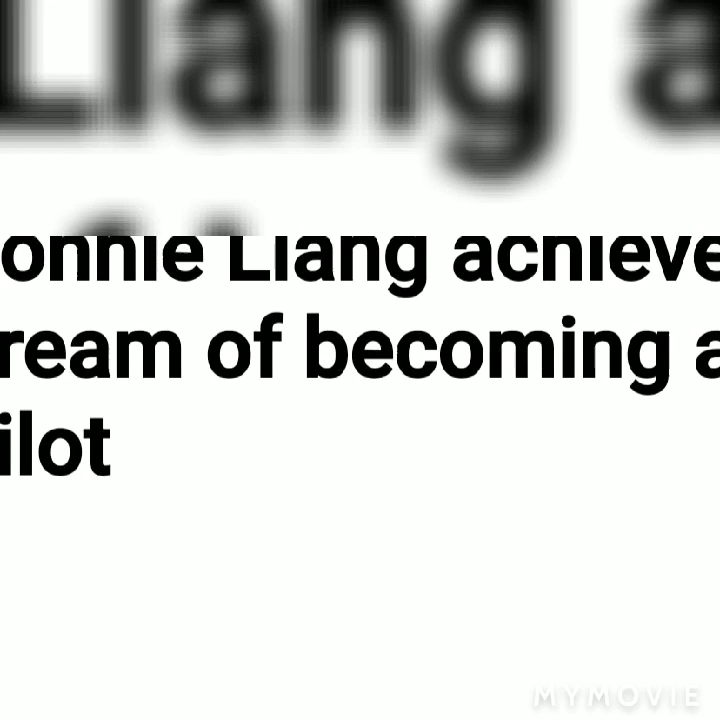 Liang a
onnie Liang achieve
ream of becoming a
ilot
MYMOVIE